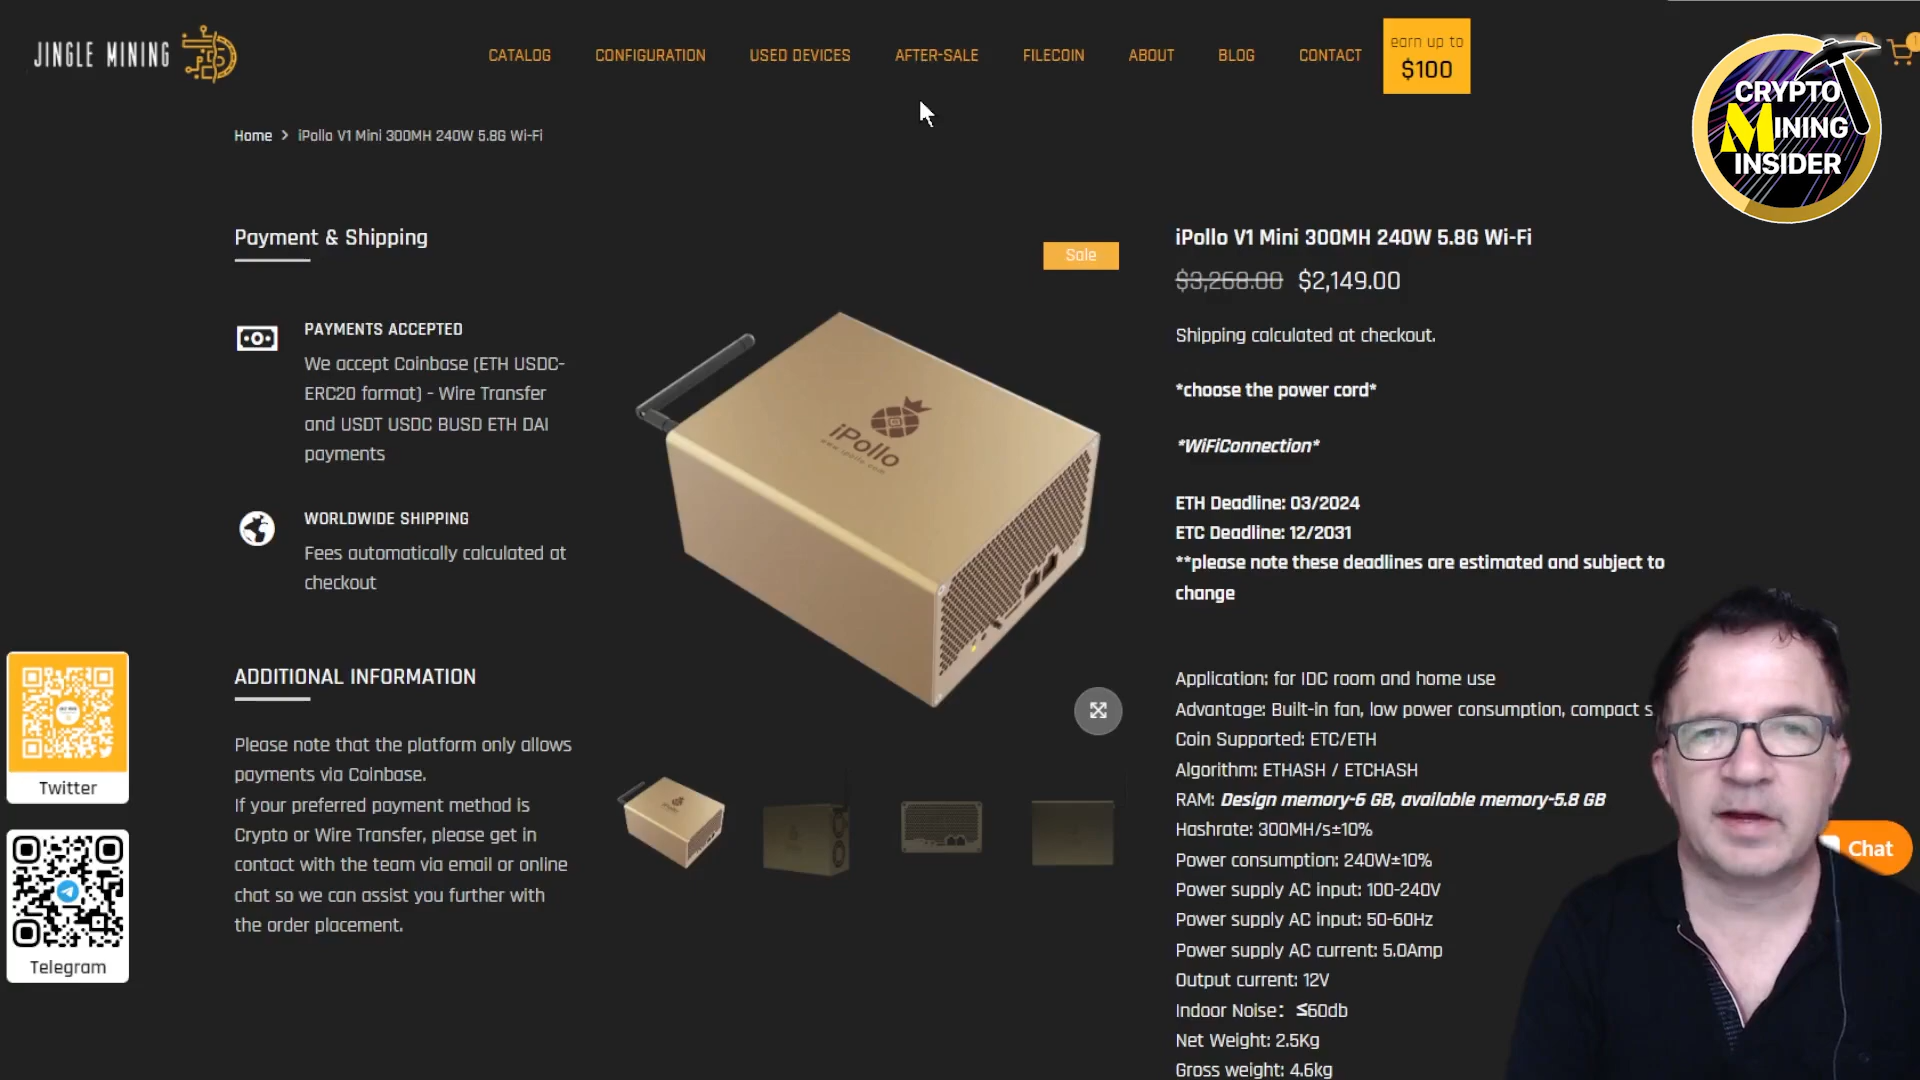 JINGLE MINING
CATALOG
CONFIGURATION
USED DEVICES
AFTER-SALE
FILECOIN
ABOUT
BLOG
CONTACT
earn up to
$100
CRYPTO
MINING
INSIDER
Home > iPollo V1 Mini 300MH 240W 5.8G Wi-Fi
Payment & Shipping
PAYMENTS ACCEPTED
We accept Coinbase (ETH USDC-
ERC20 format) - Wire Transfer
and USDT USDC BUSD ETH DAI
payments
WORLDWIDE SHIPPING
Fees automatically calculated at
checkout
ADDITIONAL INFORMATION
Please note that the platform only allows
payments via Coinbase.
If your preferred payment method is
Crypto or Wire Transfer, please get in
contact with the team via email or online
chat so we can assist you further with
the order placement.
Twitter
Telegram
Sale
iPollo
www.ipollo.com
iPollo V1 Mini 300MH 240W 5.8G Wi-Fi
$3,268.00 $2,149.00
Shipping calculated at checkout.
*choose the power cord*
*WiFiConnection*
ETH Deadline: 03/2024
ETC Deadline: 12/2031
**please note these deadlines are estimated and subject to
change
Application: for IDC room and home use
Advantage: Built-in fan, low power consumption, compact s
Coin Supported: ETC/ETH
Algorithm: ETHASH / ETCHASH
RAM: Design memory-6 GB, available memory-5.8 GB
Hashrate: 300MH/s±10%
Power consumption: 240W±10%
Power supply AC input: 100-240V
Power supply AC input: 50-60Hz
Power supply AC current: 5.0Amp
Output current: 12V
Indoor Noise： ≤60db
Net Weight: 2.5Kg
Gross weight: 4.6kg
Chat